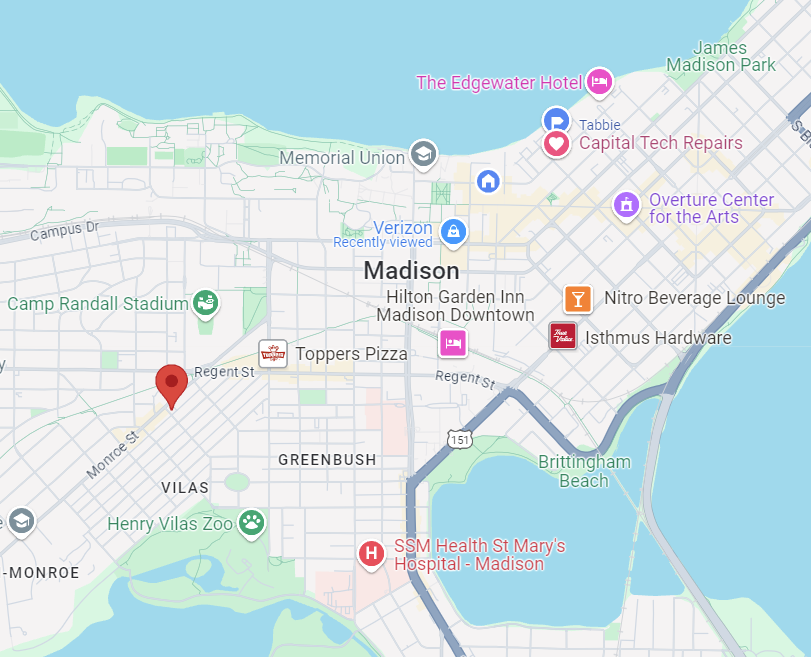 James
Madison Park
The Edgewater Hotel
Tabbie
Capital Tech Repairs
Memorial Union
Overture Center
for the Arts
Campus Dr
Verizon
Recently viewed
Madison
Hilton Garden Inn
Madison Downtown
Nitro Beverage Lounge
Camp Randall Stadium
Isthmus Hardware
Toppers Pizza
Regent St
Regent St
151
Monroe St
GREENBUSH
Brittingham
Beach
VILAS
Henry Vilas Zoo
SSM Health St Mary's
Hospital - Madison
H
-MONROE